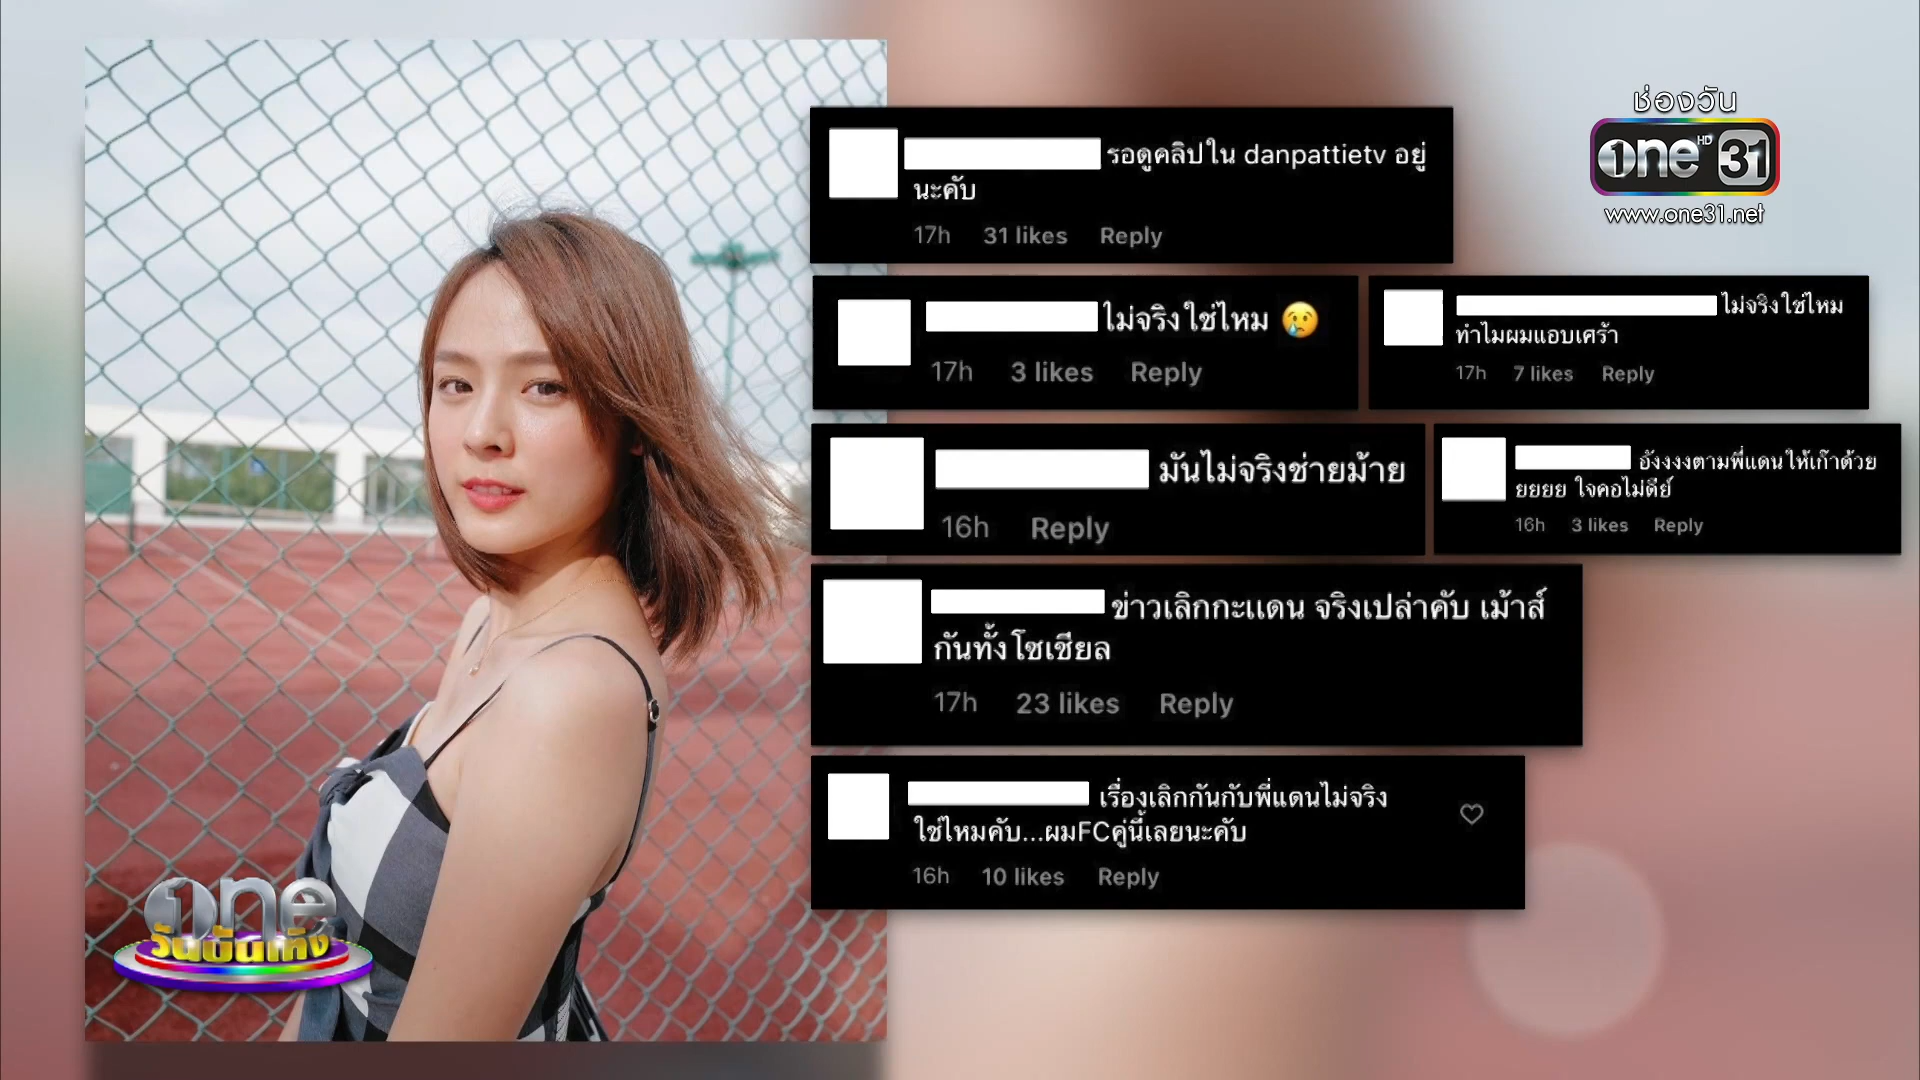 ช่องวัน
one HD 31
www.one31.net
รอดูคลิปใน danpattietv อยู่
นะคับ
17h 31 likes Reply
ไม่จริงใช่ไหม 😢
17h 3 likes Reply
ไม่จริงใช่ไหม
ทำไมผมแอบเศร้า
17h 7 likes Reply
มันไม่จริงช่ายม้าย
16h Reply
อังงงงตามพี่แดนให้เก๊าด้วย
ยยยย ใจคอไม่ดีย์
16h 3 likes Reply
ข่าวเลิกกะแดน จริงเปล่าคับ เม้าส์
กันทั้งโซเชียล
17h 23 likes Reply
เรื่องเลิกกันกับพี่แดนไม่จริง
ใช่ไหมคับ...ผมFCคู่นี้เลยนะคับ
16h 10 likes Reply
one
วันบันเทิง